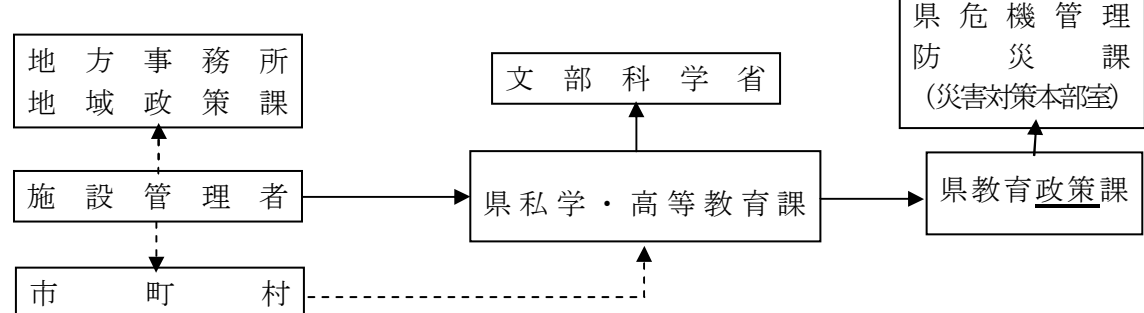 地方事務所
地域政策課
文部科学省
県危機管理
防災課
(災害対策本部室)
施設管理者
県私学・高等教育課
県教育政策課
市町村